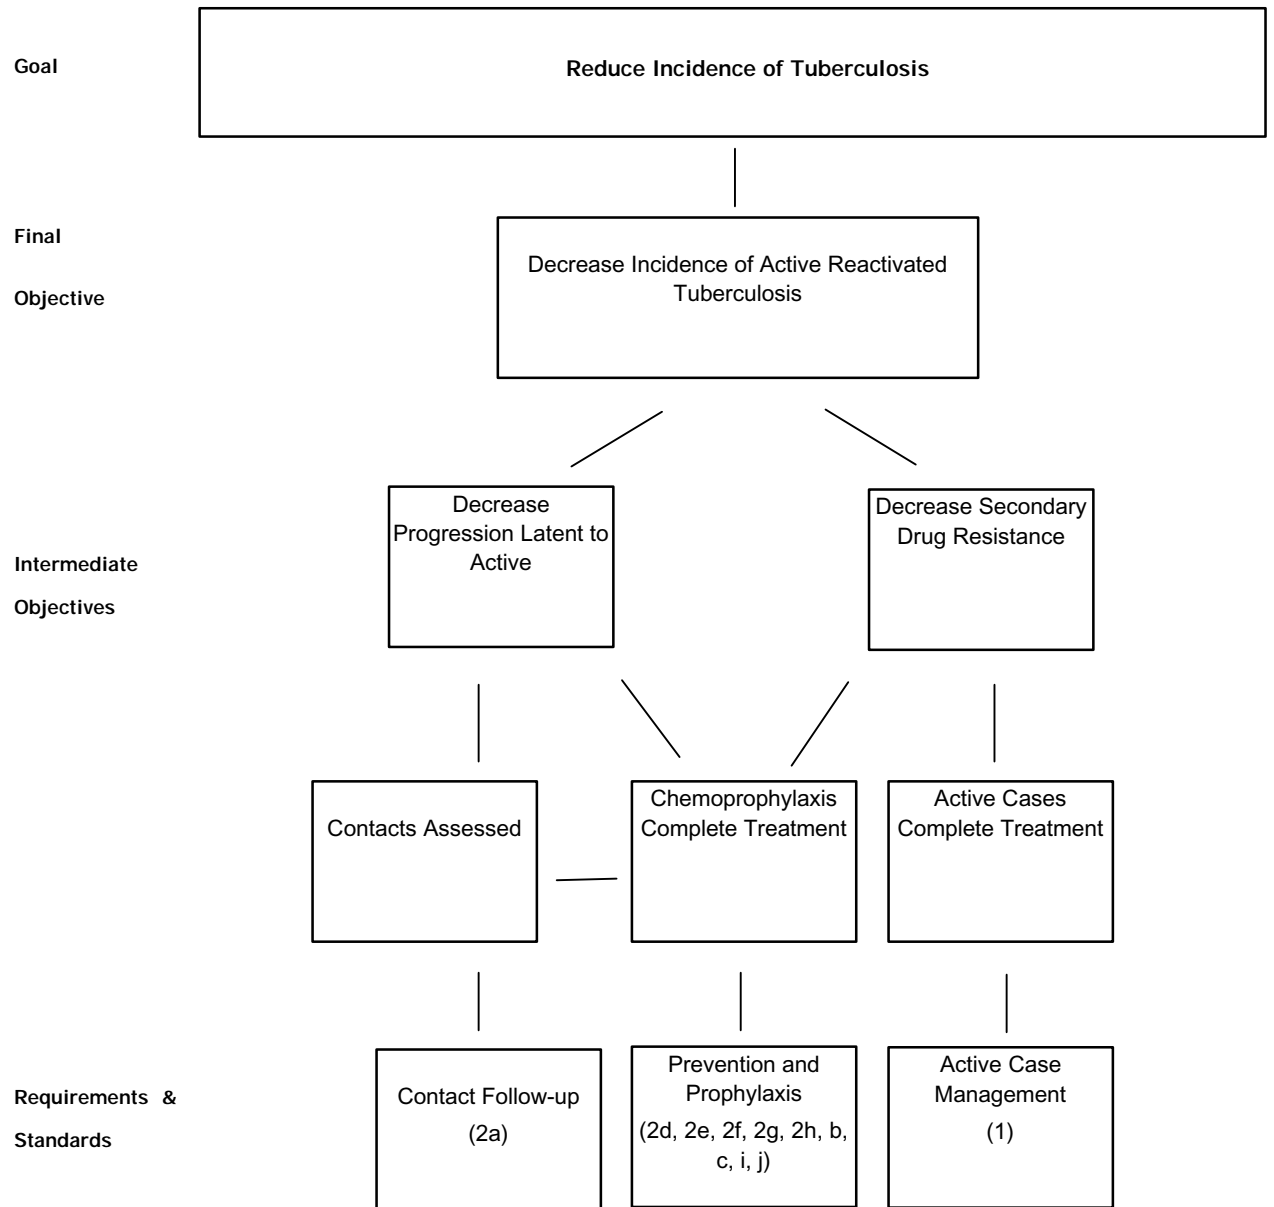 Goal
Reduce Incidence of Tuberculosis
Final
Objective
Decrease Incidence of Active Reactivated
Tuberculosis
Intermediate
Objectives
Decrease
Progression Latent to
Active
Decrease Secondary
Drug Resistance
Contacts Assessed
Chemoprophylaxis
Complete Treatment
Active Cases
Complete Treatment
Requirements &
Standards
Contact Follow-up
(2a)
Prevention and
Prophylaxis
(2d, 2e, 2f, 2g, 2h, b,
c, i, j)
Active Case
Management
(1)